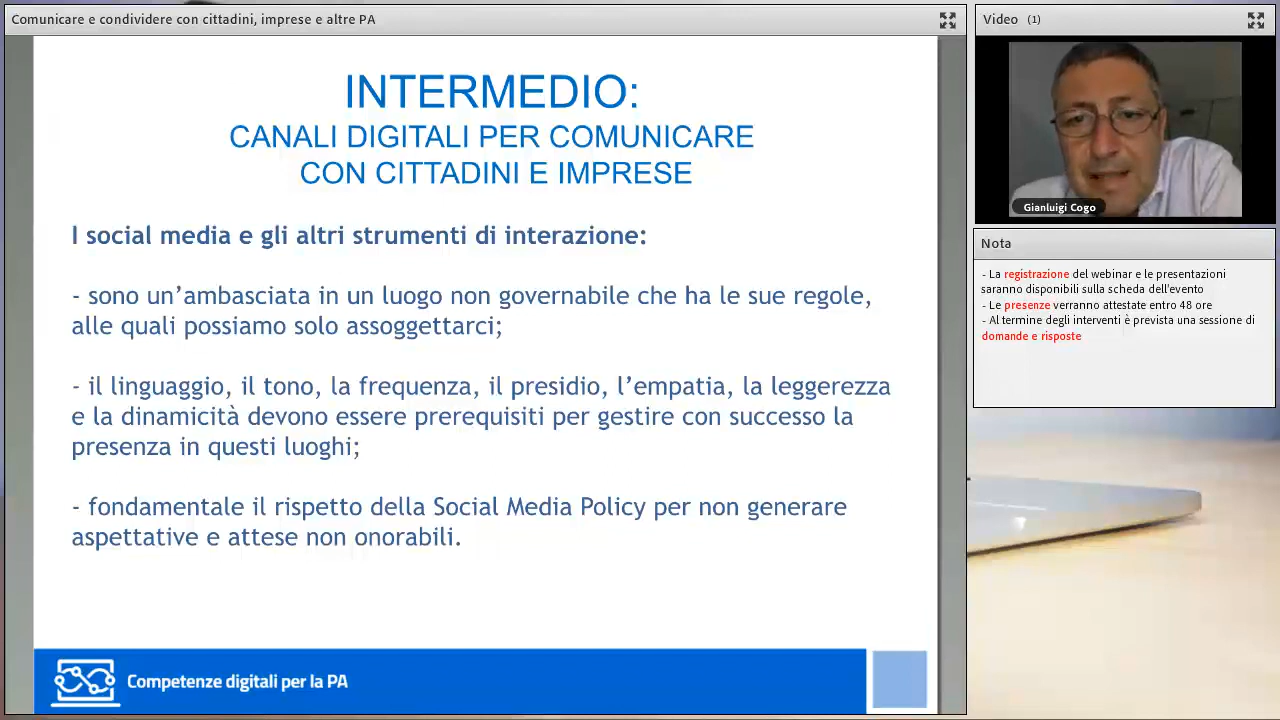 Comunicare e condividere con cittadini, imprese e altre PA
INTERMEDIO:
CANALI DIGITALI PER COMUNICARE
CON CITTADINI E IMPRESE
I social media e gli altri strumenti di interazione:
- sono un’ambasciata in un luogo non governabile che ha le sue regole,
alle quali possiamo solo assoggettarci;
- il linguaggio, il tono, la frequenza, il presidio, l’empatia, la leggerezza
e la dinamicità devono essere prerequisiti per gestire con successo la
presenza in questi luoghi;
- fondamentale il rispetto della Social Media Policy per non generare
aspettative e attese non onorabili.
Competenze digitali per la PA
Video (1)
Gianluigi Cogo
Nota
- La registrazione del webinar e le presentazioni
saranno disponibili sulla scheda dell'evento
- Le presenze verranno attestate entro 48 ore
- Al termine degli interventi è prevista una sessione di
domande e risposte